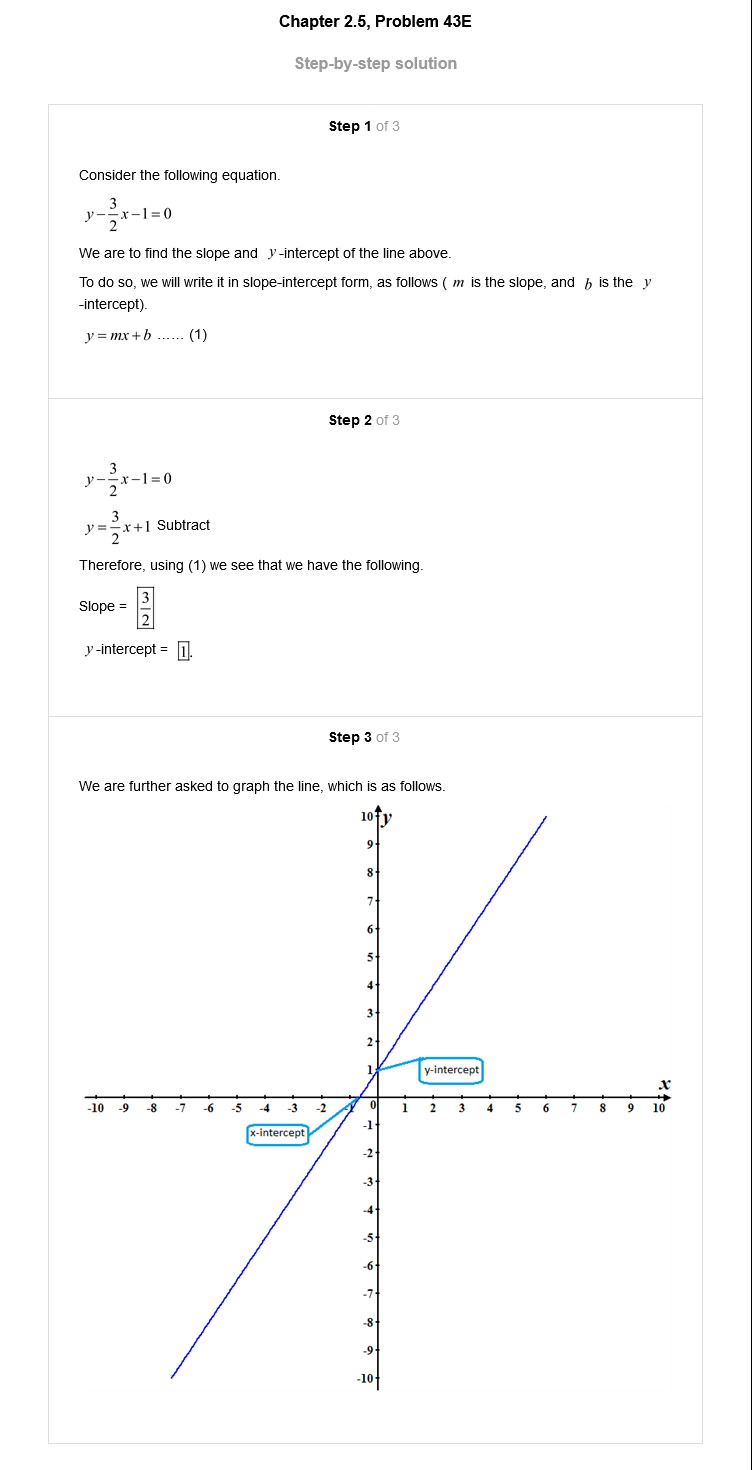 Chapter 2.5, Problem 43E
Step-by-step solution
Step 1 of 3
Consider the following equation.
y − 3/2 x − 1 = 0
We are to find the slope and y -intercept of the line above.
To do so, we will write it in slope-intercept form, as follows ( m is the slope, and b is the y
-intercept).
y = mx + b ...... (1)
Step 2 of 3
y − 3/2 x − 1 = 0
y = 3/2 x + 1 Subtract
Therefore, using (1) we see that we have the following.
Slope = 3/2
y -intercept = 1.
Step 3 of 3
We are further asked to graph the line, which is as follows.
10 y
9
8
7
6
5
4
3
2
1 y-intercept
x
-10 -9 -8 -7 -6 -5 -4 -3 -2 -1 0 1 2 3 4 5 6 7 8 9 10
-1
x-intercept
-2
-3
-4
-5
-6
-7
-8
-9
-10